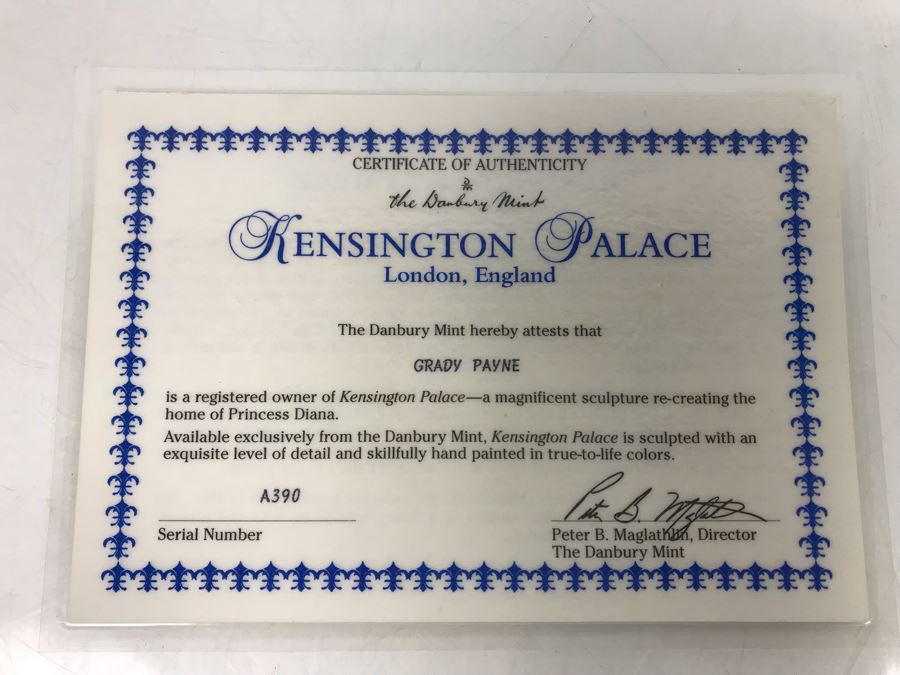 CERTIFICATE OF AUTHENTICITY
the Danbury Mint
KENSINGTON PALACE
London, England
The Danbury Mint hereby attests that
GRADY PAYNE
is a registered owner of Kensington Palace—a magnificent sculpture re-creating the
home of Princess Diana.
Available exclusively from the Danbury Mint, Kensington Palace is sculpted with an
exquisite level of detail and skillfully hand painted in true-to-life colors.
A390
Serial Number
Peter B. Maglathlin
Peter B. Maglathlin, Director
The Danbury Mint